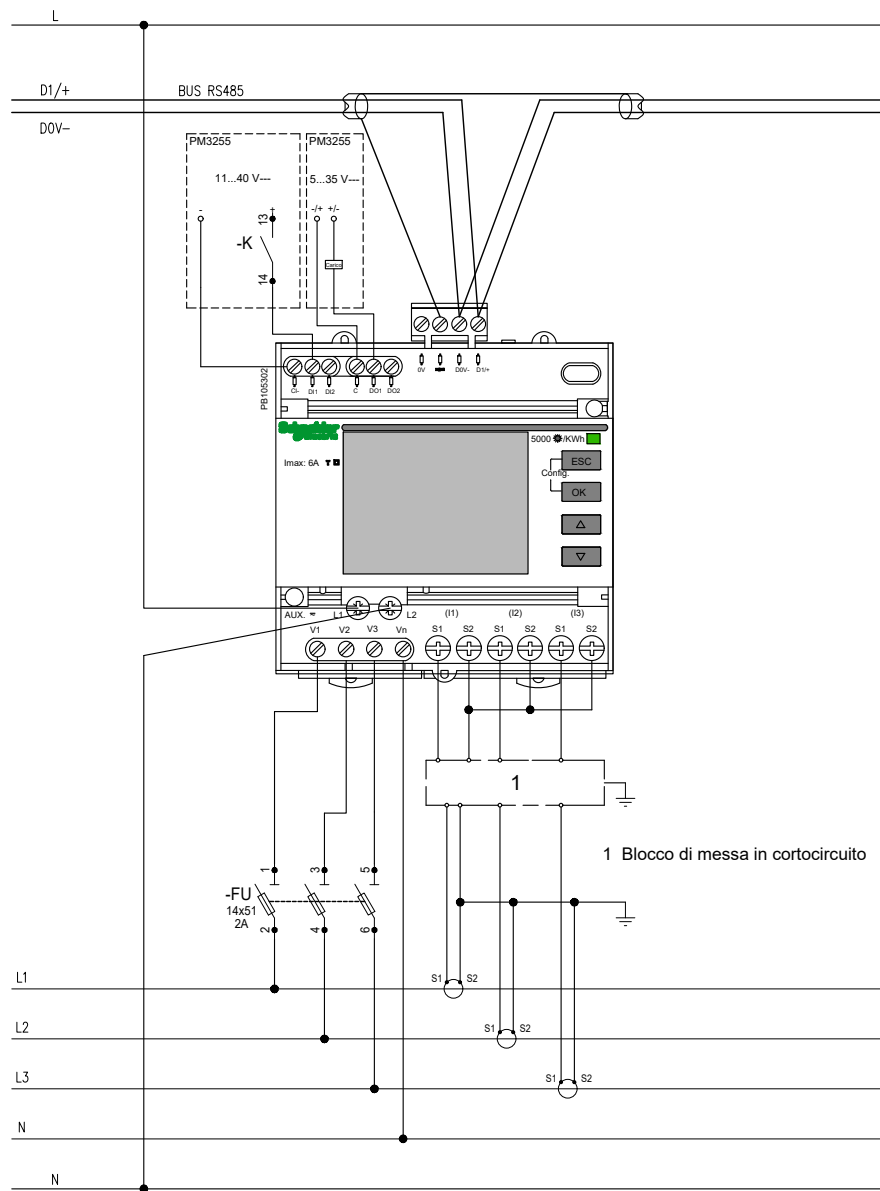 L
D1/+ BUS RS485
D0V-
PM3255 PM3255
11...40 V--- 5...35 V---
- + -/+ +/-
13
-K
14
Carico
PB105302
CI- DI1 DI2 C DO1 DO2
0V D0V- D1/+
Schneider
Electric
5000 /KWh
Imax: 6A
ESC
Config.
OK
AUX. L1 L2 (I1) (I2) (I3)
V1 V2 V3 Vn S1 S2 S1 S2 S1 S2
1
1 Blocco di messa in cortocircuito
1 3 5
-FU
14x51
2A
2 4 6
L1 S1 S2
L2 S1 S2
L3 S1 S2
N
N